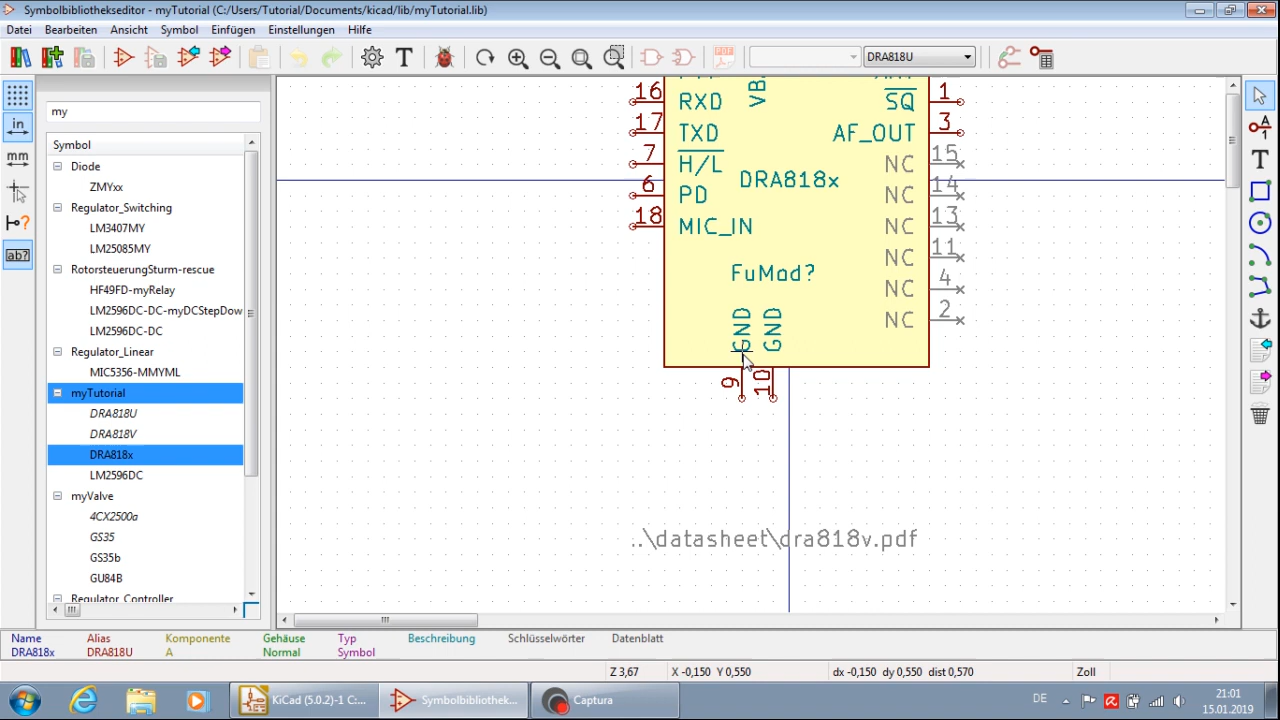 Symbolbibliothekseditor - myTutorial (C:/Users/Tutorial/Documents/kicad/lib/myTutorial.lib)
Datei Bearbeiten Ansicht Symbol Einfügen Einstellungen Hilfe
T PDF DRA818U
my
in
mm
ab?
Symbol
Diode
ZMYxx
Regulator_Switching
LM3407MY
LM25085MY
RotorsteuerungSturm-rescue
HF49FD-myRelay
LM2596DC-DC-myDCStepDow
LM2596DC-DC
Regulator_Linear
MIC5356-MMYML
myTutorial
DRA818U
DRA818V
DRA818x
LM2596DC
myValve
4CX2500a
GS35
GS35b
GU84B
Regulator_Controller
16 RXD
17 TXD
7 H/L
6 PD
18 MIC_IN
DRA818x
FuMod?
SQ 1
AF_OUT 3
NC 15
NC 14
NC 13
NC 11
NC 4
NC 2
GND GND
9 10
..\datasheet\dra818v.pdf
A
T
Name Alias Komponente Gehäuse Typ Beschreibung Schlüsselwörter Datenblatt
DRA818x DRA818U A Normal Symbol
Z 3,67 X -0,150 Y 0,550 dx -0,150 dy 0,550 dist 0,570 Zoll
KiCad (5.0.2)-1 C:... Symbolbibliothek... Captura DE 21:01
15.01.2019